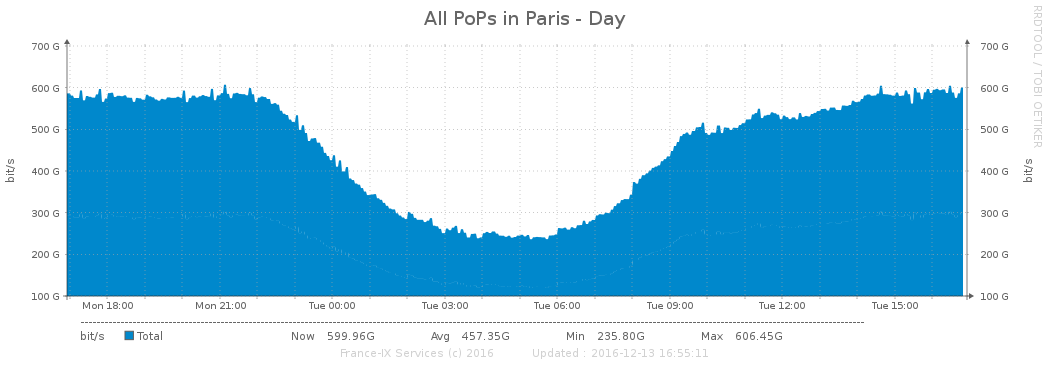 All PoPs in Paris - Day
RRDTOOL / TOBI OETIKER
700 G 700 G
600 G 600 G
500 G 500 G
400 G 400 G
300 G 300 G
200 G 200 G
100 G 100 G
bit/s bit/s
Mon 18:00 Mon 21:00 Tue 00:00 Tue 03:00 Tue 06:00 Tue 09:00 Tue 12:00 Tue 15:00
bit/s Total Now 599.96G Avg 457.35G Min 235.80G Max 606.45G
France-IX Services (c) 2016 Updated : 2016-12-13 16:55:11